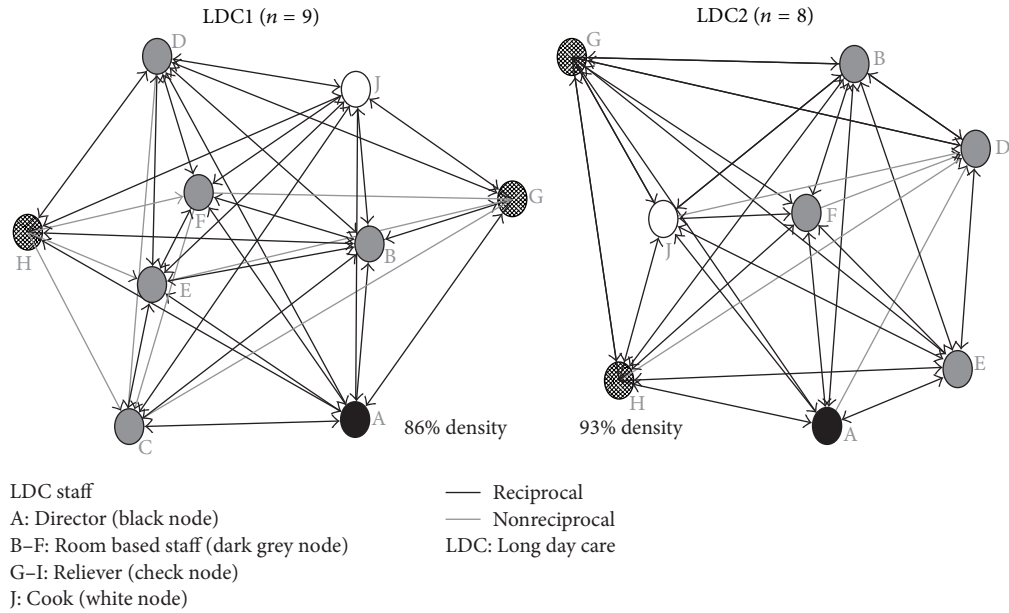 LDC1 (n = 9)
D
J
G
F
H
B
E
C
A
86% density
LDC2 (n = 8)
G
B
D
F
J
E
H
A
93% density
LDC staff
A: Director (black node)
B–F: Room based staff (dark grey node)
G–I: Reliever (check node)
J: Cook (white node)
Reciprocal
Nonreciprocal
LDC: Long day care